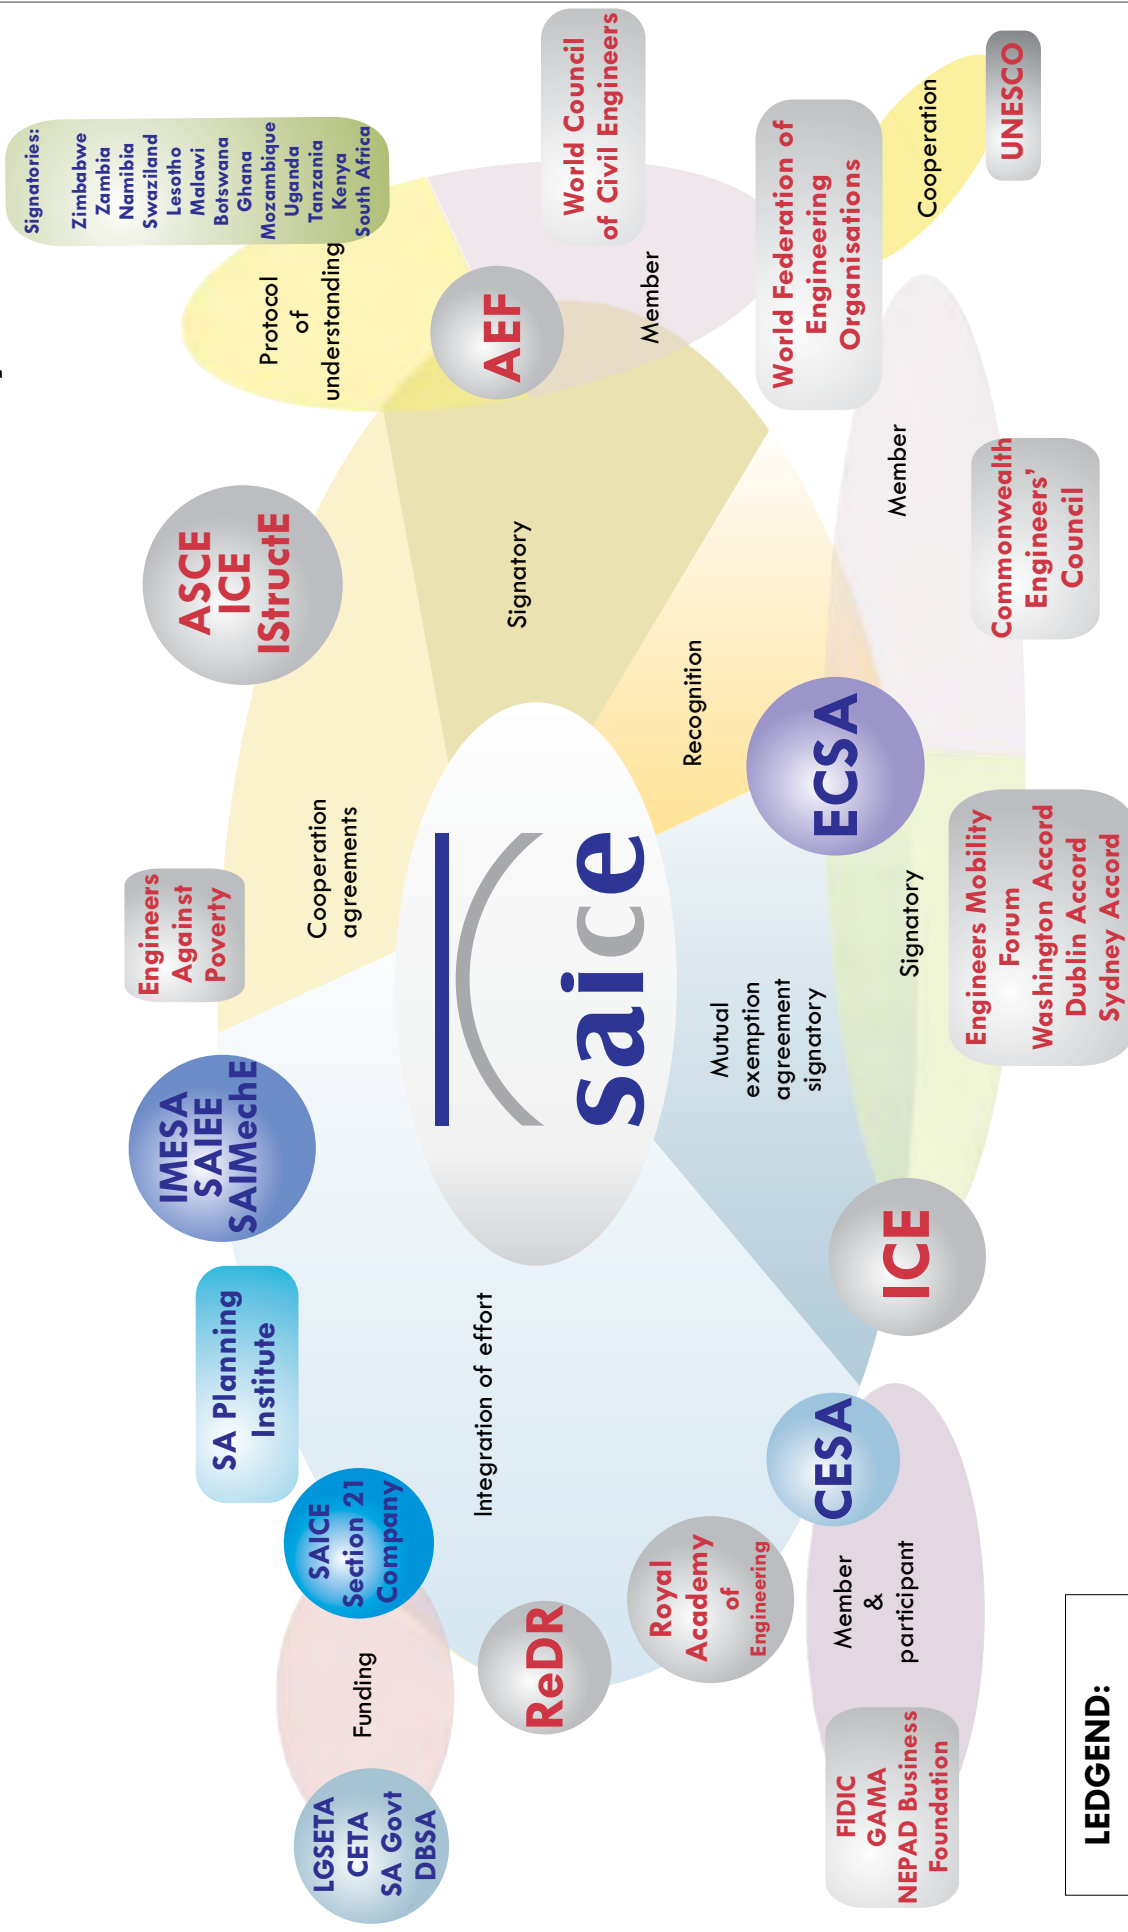 LGSETA
CETA
SA Govt
DBSA
Funding
SAICE
Section 21
Company
SA Planning
Institute
IMESA
SAIEE
SAIMechE
Engineers
Against
Poverty
Cooperation
agreements
ASCE
ICE
IStructE
Protocol
of
understanding
Signatories:
Zimbabwe
Zambia
Namibia
Swaziland
Lesotho
Malawi
Botswana
Ghana
Mozambique
Uganda
Tanzania
Kenya
South Africa
AEF
World Council
of Civil Engineers
Member
Signatory
Integration of effort
saice
Recognition
Mutual
exemption
agreement
signatory
ReDR
Royal
Academy
of
Engineering
CESA
Member
&
participant
FIDIC
GAMA
NEPAD Business
Foundation
ICE
ECSA
Signatory
Engineers Mobility
Forum
Washington Accord
Dublin Accord
Sydney Accord
Member
Commonwealth
Engineers’
Council
World Federation of
Engineering
Organisations
Cooperation
UNESCO
LEDGEND: